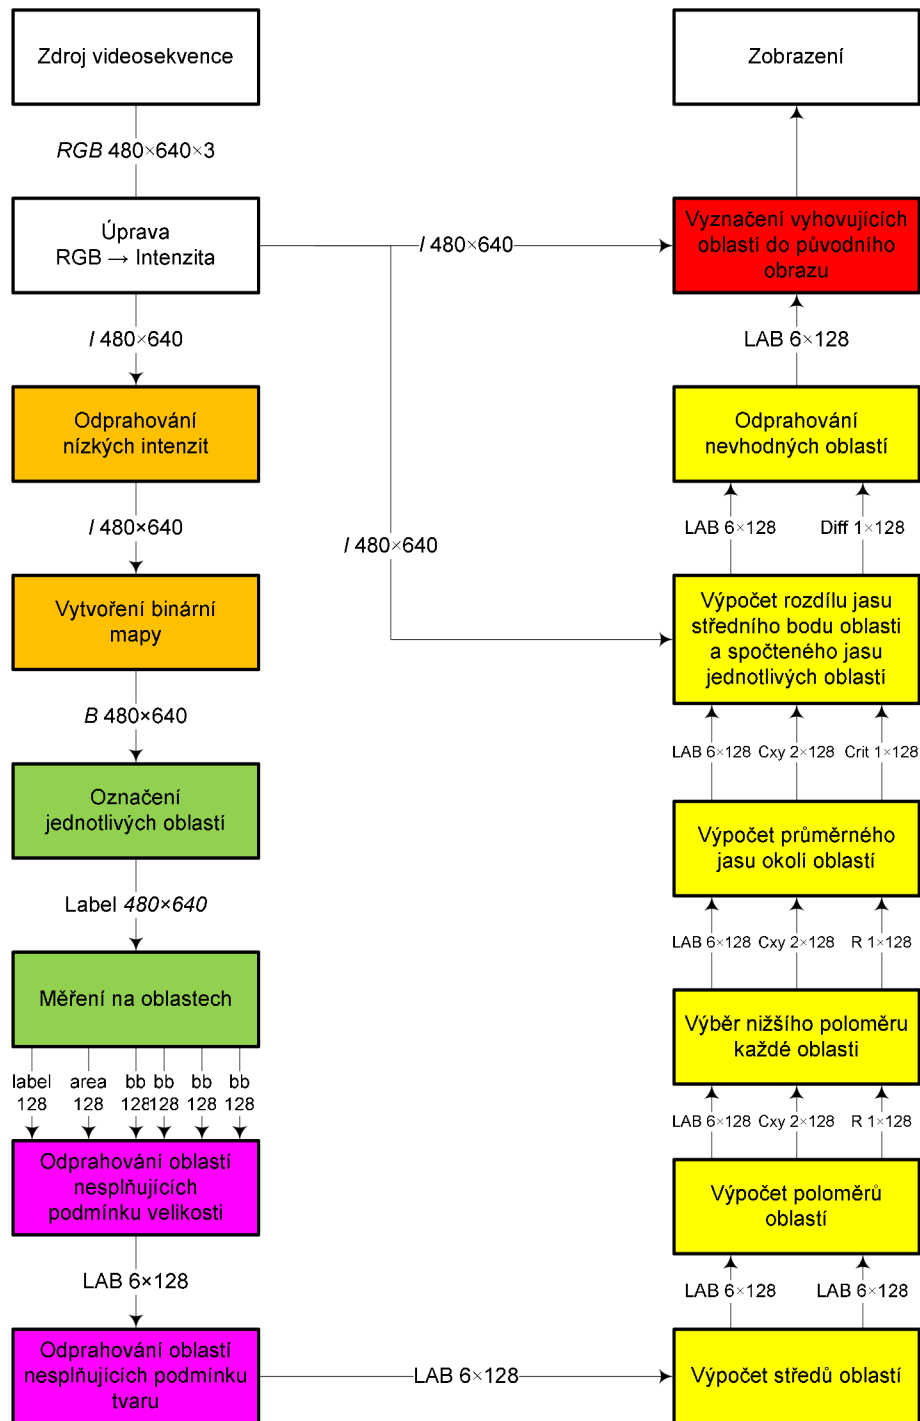 Zdroj videosekvence
RGB 480×640×3
Úprava
RGB → Intenzita
I 480×640
Odprahování
nízkých intenzit
I 480×640
Vytvoření binární
mapy
B 480×640
Označení
jednotlivých oblastí
Label 480×640
Měření na oblastech
label area bb bb bb bb
128 128 128 128 128 128
Odprahování oblastí
nesplňujících
podmínku velikosti
LAB 6×128
Odprahování oblastí
nesplňujících podmínku
tvaru
LAB 6×128
I 480×640
I 480×640
Zobrazení
Vyznačení vyhovujících
oblastí do původního
obrazu
LAB 6×128
Odprahování
nevhodných oblastí
LAB 6×128 Diff 1×128
Výpočet rozdílu jasu
středního bodu oblasti
a spočteného jasu
jednotlivých oblastí
LAB 6×128 Cxy 2×128 Crit 1×128
Výpočet průměrného
jasu okolí oblastí
LAB 6×128 Cxy 2×128 R 1×128
Výběr nižšího poloměru
každé oblasti
LAB 6×128 Cxy 2×128 R 1×128
Výpočet poloměrů
oblastí
LAB 6×128 LAB 6×128
Výpočet středů oblastí